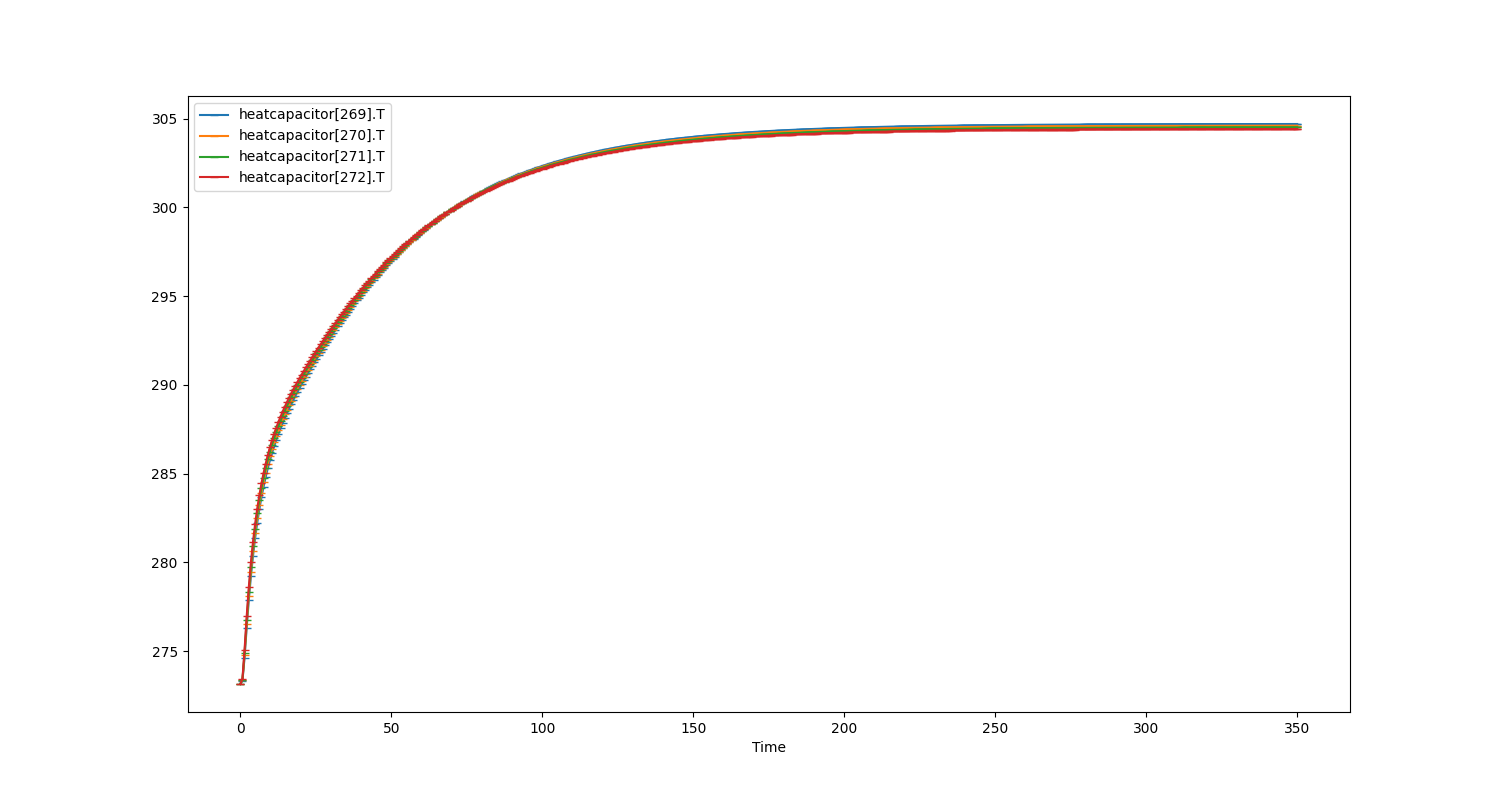 heatcapacitor[269].T
heatcapacitor[270].T
heatcapacitor[271].T
heatcapacitor[272].T
305
300
295
290
285
280
275
0 50 100 150 200 250 300 350
Time